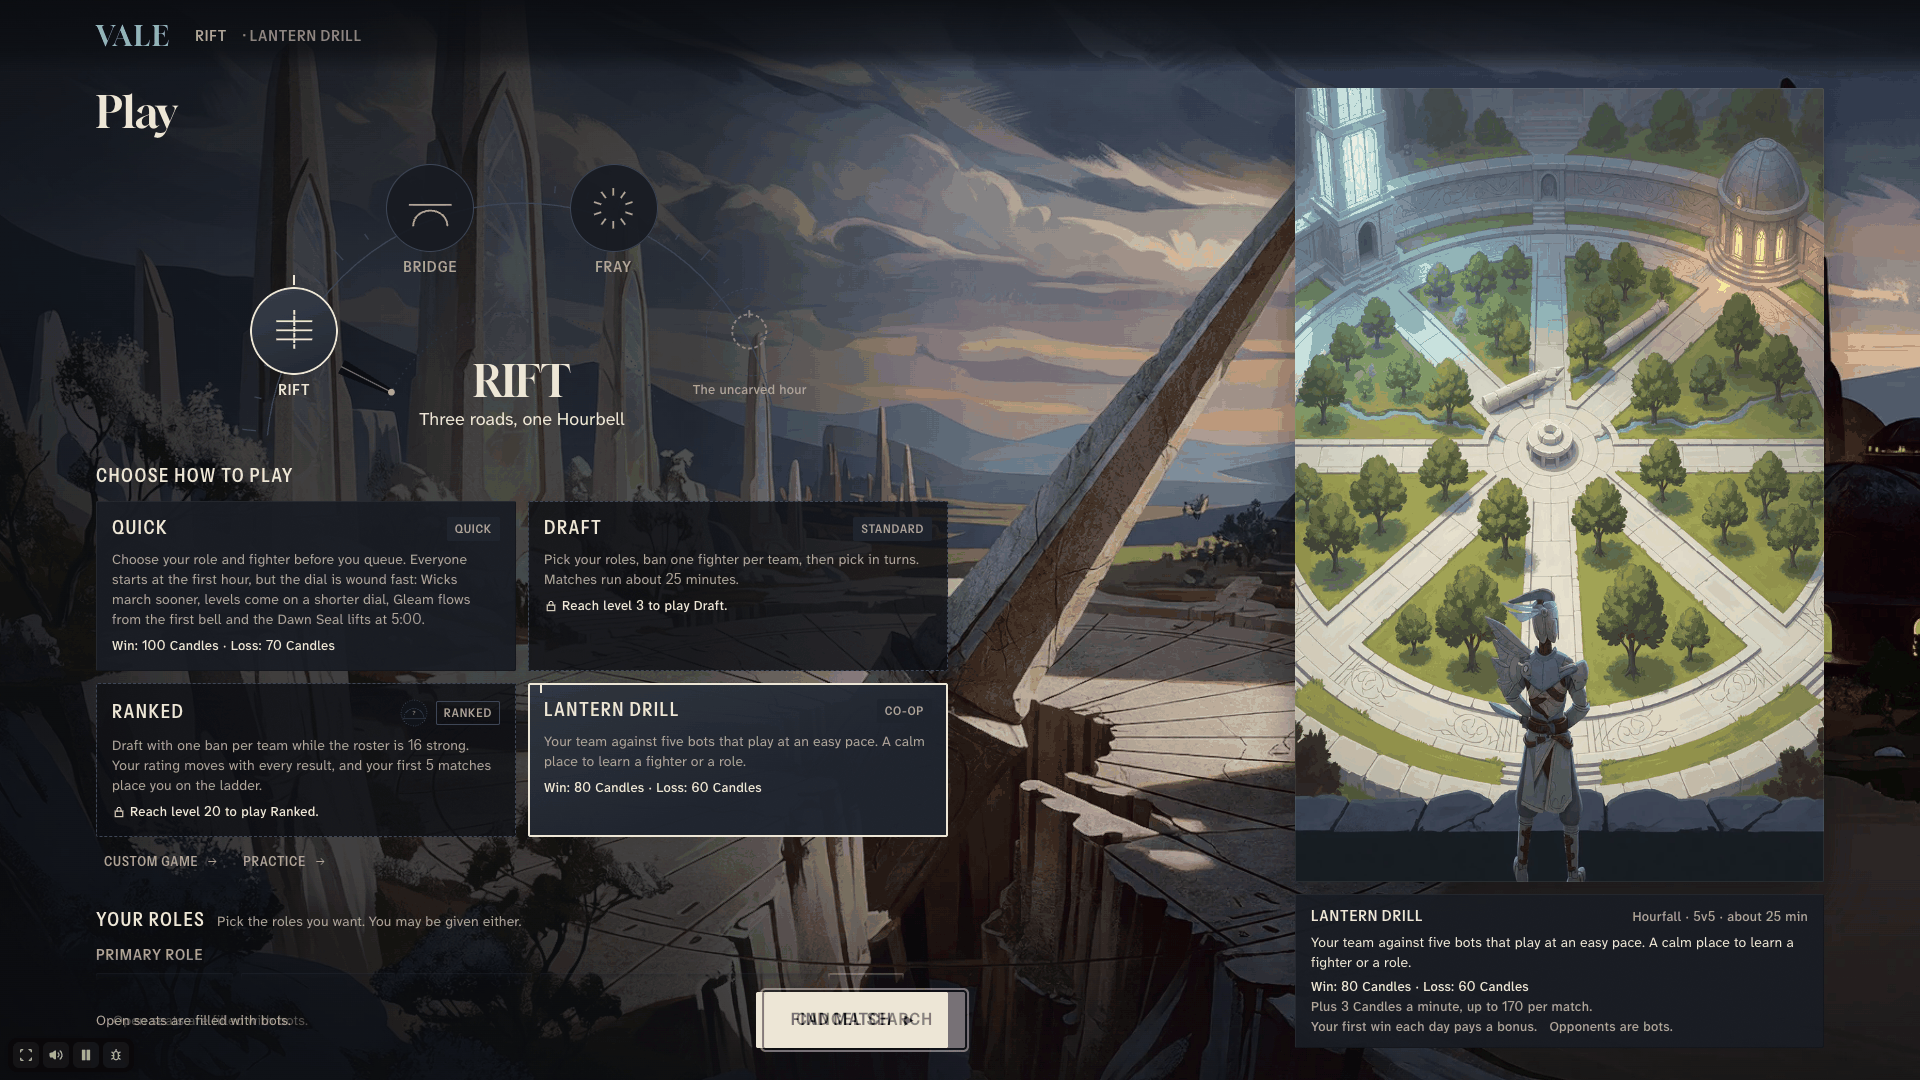 VALE RIFT · LANTERN DRILL
Play
BRIDGE
FRAY
RIFT
RIFT
Three roads, one Hourbell
The uncarved hour
CHOOSE HOW TO PLAY
QUICK
QUICK
Choose your role and fighter before you queue. Everyone
starts at the first hour, but the dial is wound fast: Wicks
march sooner, levels come on a shorter dial, Gleam flows
from the first bell and the Dawn Seal lifts at 5:00.
Win: 100 Candles · Loss: 70 Candles
DRAFT
STANDARD
Pick your roles, ban one fighter per team, then pick in turns.
Matches run about 25 minutes.
Reach level 3 to play Draft.
RANKED
RANKED
Draft with one ban per team while the roster is 16 strong.
Your rating moves with every result, and your first 5 matches
place you on the ladder.
Reach level 20 to play Ranked.
LANTERN DRILL
CO-OP
Your team against five bots that play at an easy pace. A calm
place to learn a fighter or a role.
Win: 80 Candles · Loss: 60 Candles
CUSTOM GAME →
PRACTICE →
YOUR ROLES Pick the roles you want. You may be given either.
PRIMARY ROLE
Open seats are filled with bots.
LANTERN DRILL
Hourfall · 5v5 · about 25 min
Your team against five bots that play at an easy pace. A calm place to learn a
fighter or a role.
Win: 80 Candles · Loss: 60 Candles
Plus 3 Candles a minute, up to 170 per match.
Your first win each day pays a bonus. Opponents are bots.